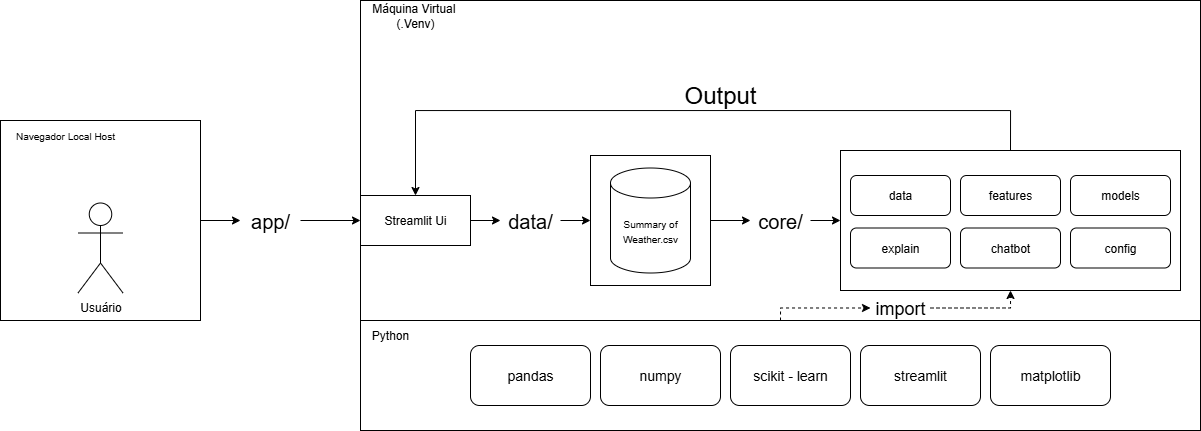 Máquina Virtual
(.Venv)
Output
Navegador Local Host
Usuário
app/
Streamlit Ui
data/
Summary of
Weather.csv
core/
data
features
models
explain
chatbot
config
import
Python
pandas
numpy
scikit - learn
streamlit
matplotlib